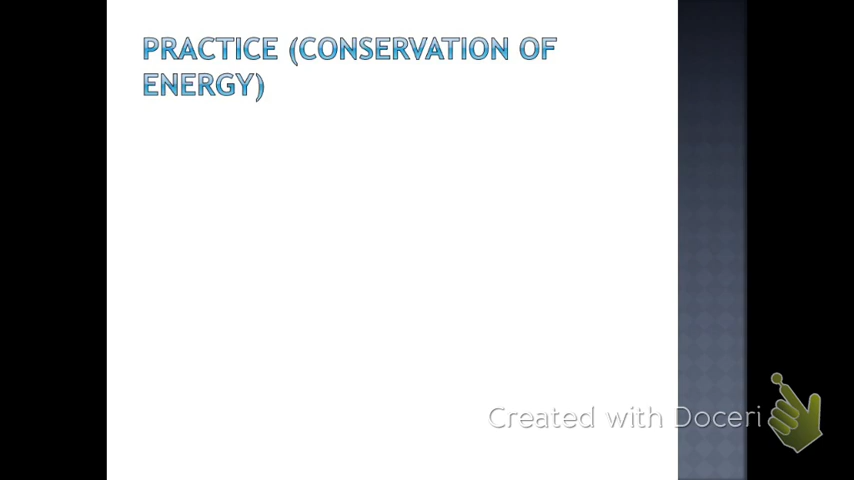 PRACTICE (CONSERVATION OF
ENERGY)
Created with Doceri